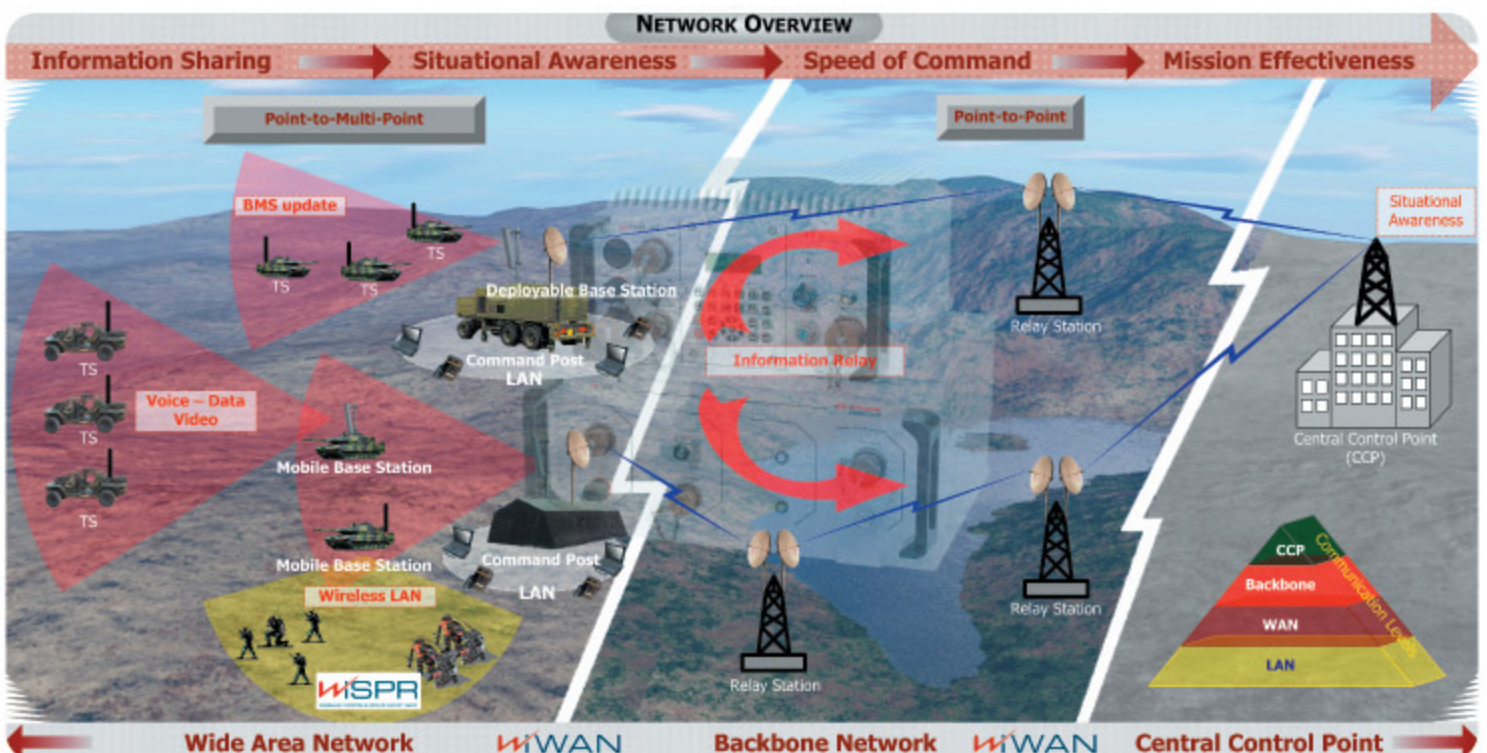 NETWORK OVERVIEW
Information Sharing
Situational Awareness
Speed of Command
Mission Effectiveness
Point-to-Multi-Point
Point-to-Point
BMS update
TS
TS
TS
Deployable Base Station
Command Post
LAN
Information Relay
Relay Station
Situational
Awareness
Central Control Point
(CCP)
TS
TS
TS
Voice – Data
Video
Mobile Base Station
Mobile Base Station
Command Post
LAN
Wireless LAN
WiSPR
Relay Station
Relay Station
CCP
Backbone
WAN
LAN
Communication Levels
Wide Area Network
WiWAN
Backbone Network
WiWAN
Central Control Point